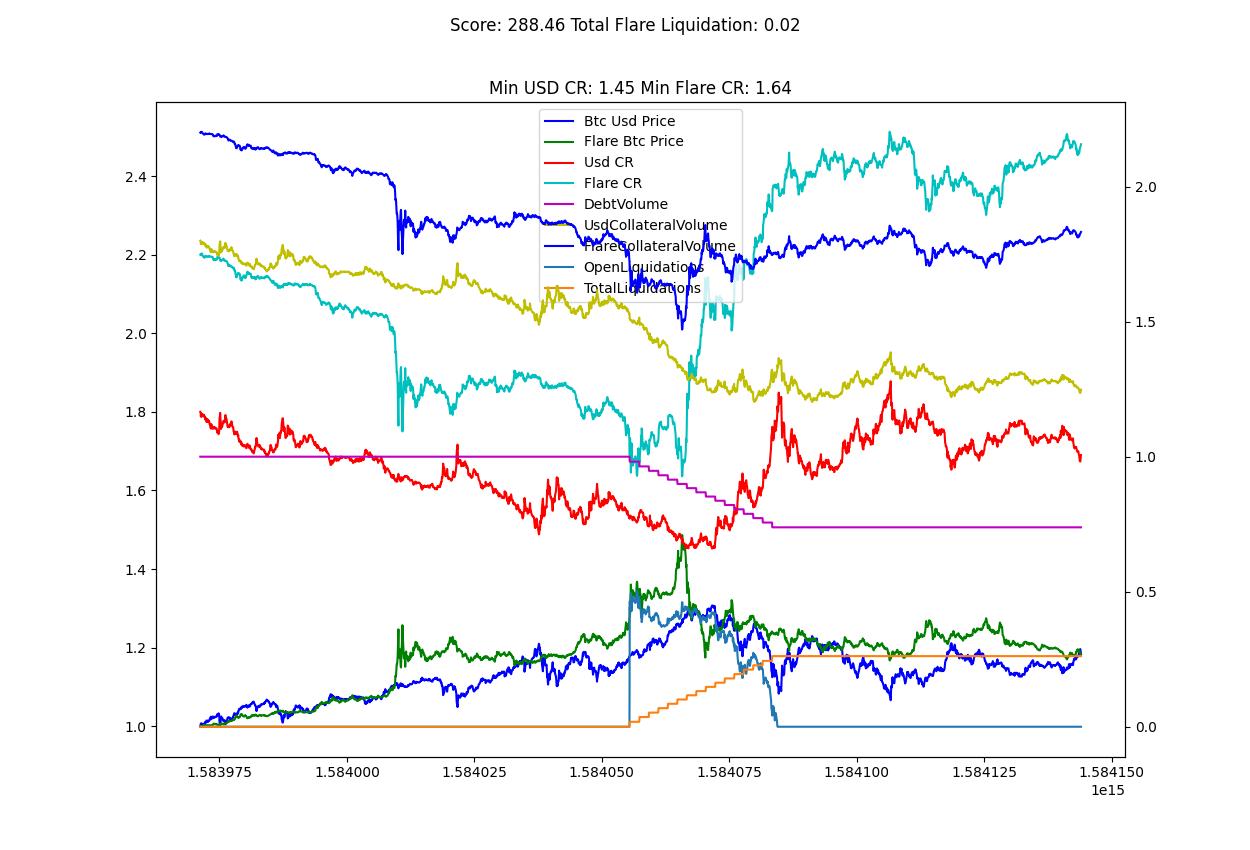 Score: 288.46 Total Flare Liquidation: 0.02
Min USD CR: 1.45 Min Flare CR: 1.64
Btc Usd Price
Flare Btc Price
Usd CR
Flare CR
DebtVolume
UsdCollateralVolume
FlareCollateralVolume
OpenLiquidations
TotalLiquidations
2.4
2.2
2.0
1.8
1.6
1.4
1.2
1.0
2.0
1.5
1.0
0.5
0.0
1.583975 1.584000 1.584025 1.584050 1.584075 1.584100 1.584125 1.584150
1e15